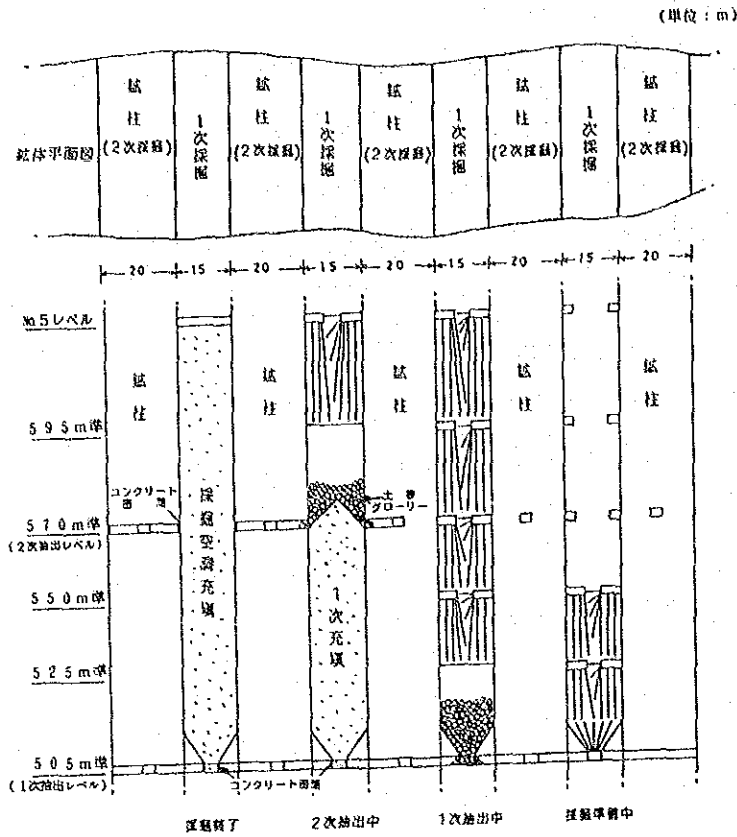 (単位：m)
鉱柱(2次採掘)
1次採掘
鉱柱(2次採掘)
1次採掘
鉱柱(2次採掘)
1次採掘
鉱柱(2次採掘)
1次採掘
鉱柱(2次採掘)
鉱体平面図
20 15 20 15 20 15 20 15 20
№5レベル
鉱柱
鉱柱
鉱柱
鉱柱
鉱柱
595m準
コンクリート
採掘空洞充填
土砂
グローリー
570m準
(2次抽出レベル)
550m準
1次充填
525m準
505m準
(1次抽出レベル)
コンクリート
採掘終了
2次抽出中
1次抽出中
採掘準備中